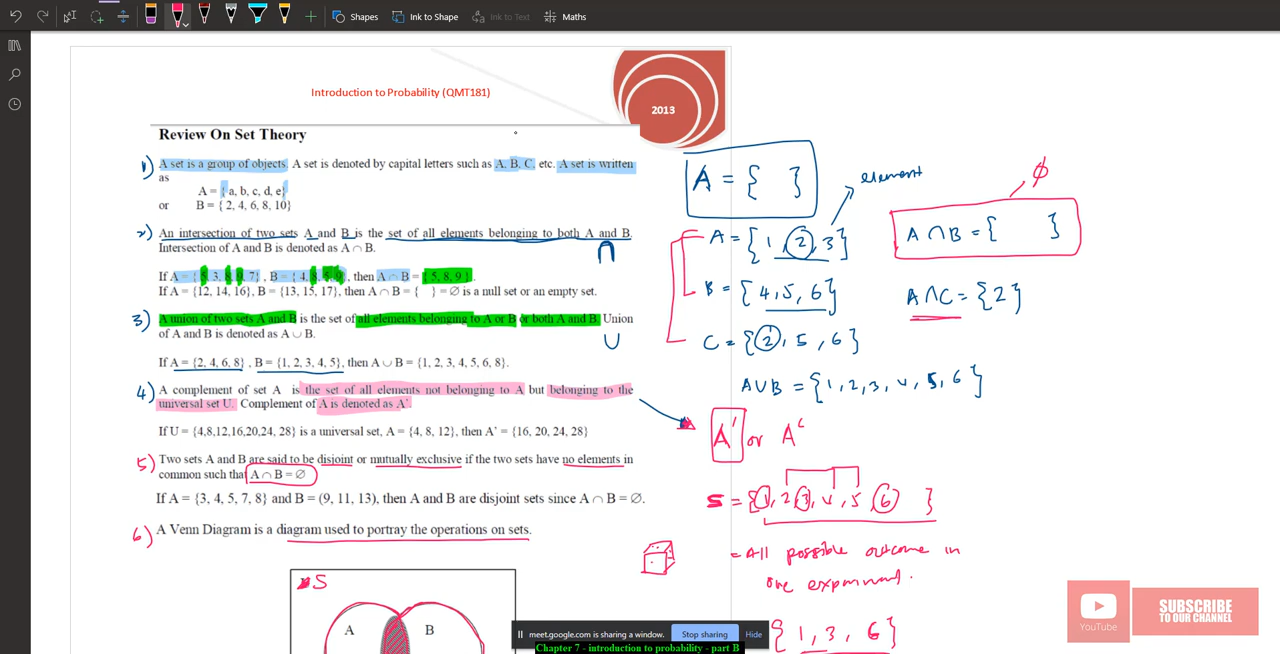 Shapes
Ink to Shape
Ink to Text
Maths
Introduction to Probability (QMT181)
2013
Review On Set Theory
1) A set is a group of objects. A set is denoted by capital letters such as A, B, C, etc. A set is written
as
A = { a, b, c, d, e}
or B = { 2, 4, 6, 8, 10}
2) An intersection of two sets A and B is the set of all elements belonging to both A and B.
Intersection of A and B is denoted as A ∩ B.
∩
If A = { 5, 3, 8, 9, 7} , B = { 4, 8, 5, 9}, then A ∩ B = { 5, 8, 9 }.
If A = {12, 14, 16}, B = {13, 15, 17}, then A ∩ B = { } = ∅ is a null set or an empty set.
3) A union of two sets A and B is the set of all elements belonging to A or B or both A and B. Union
of A and B is denoted as A ∪ B.
U
If A = {2, 4, 6, 8} , B = {1, 2, 3, 4, 5}, then A ∪ B = {1, 2, 3, 4, 5, 6, 8}.
4) A complement of set A is the set of all elements not belonging to A but belonging to the
universal set U. Complement of A is denoted as A'.
If U = {4,8,12,16,20,24, 28} is a universal set, A = {4, 8, 12}, then A' = {16, 20, 24, 28}
5) Two sets A and B are said to be disjoint or mutually exclusive if the two sets have no elements in
common such that A ∩ B = ∅
If A = {3, 4, 5, 7, 8} and B = (9, 11, 13), then A and B are disjoint sets since A ∩ B = ∅.
6) A Venn Diagram is a diagram used to portray the operations on sets.
S
A B
A = { }
element
A = {1, 2, 3}
B = {4, 5, 6}
C = {2, 5, 6}
ϕ
A ∩ B = { }
A ∩ C = {2}
A U B = {1, 2, 3, 4, 5, 6}
A' or Aᶜ
S = {1, 2, 3, 4, 5, 6 }
= All possible outcome in
one experiment.
{ 1, 3, 6}
meet.google.com is sharing a window.
Stop sharing
Hide
Chapter 7 - introduction to probability - part B
YouTube
SUBSCRIBE
TO OUR CHANNEL